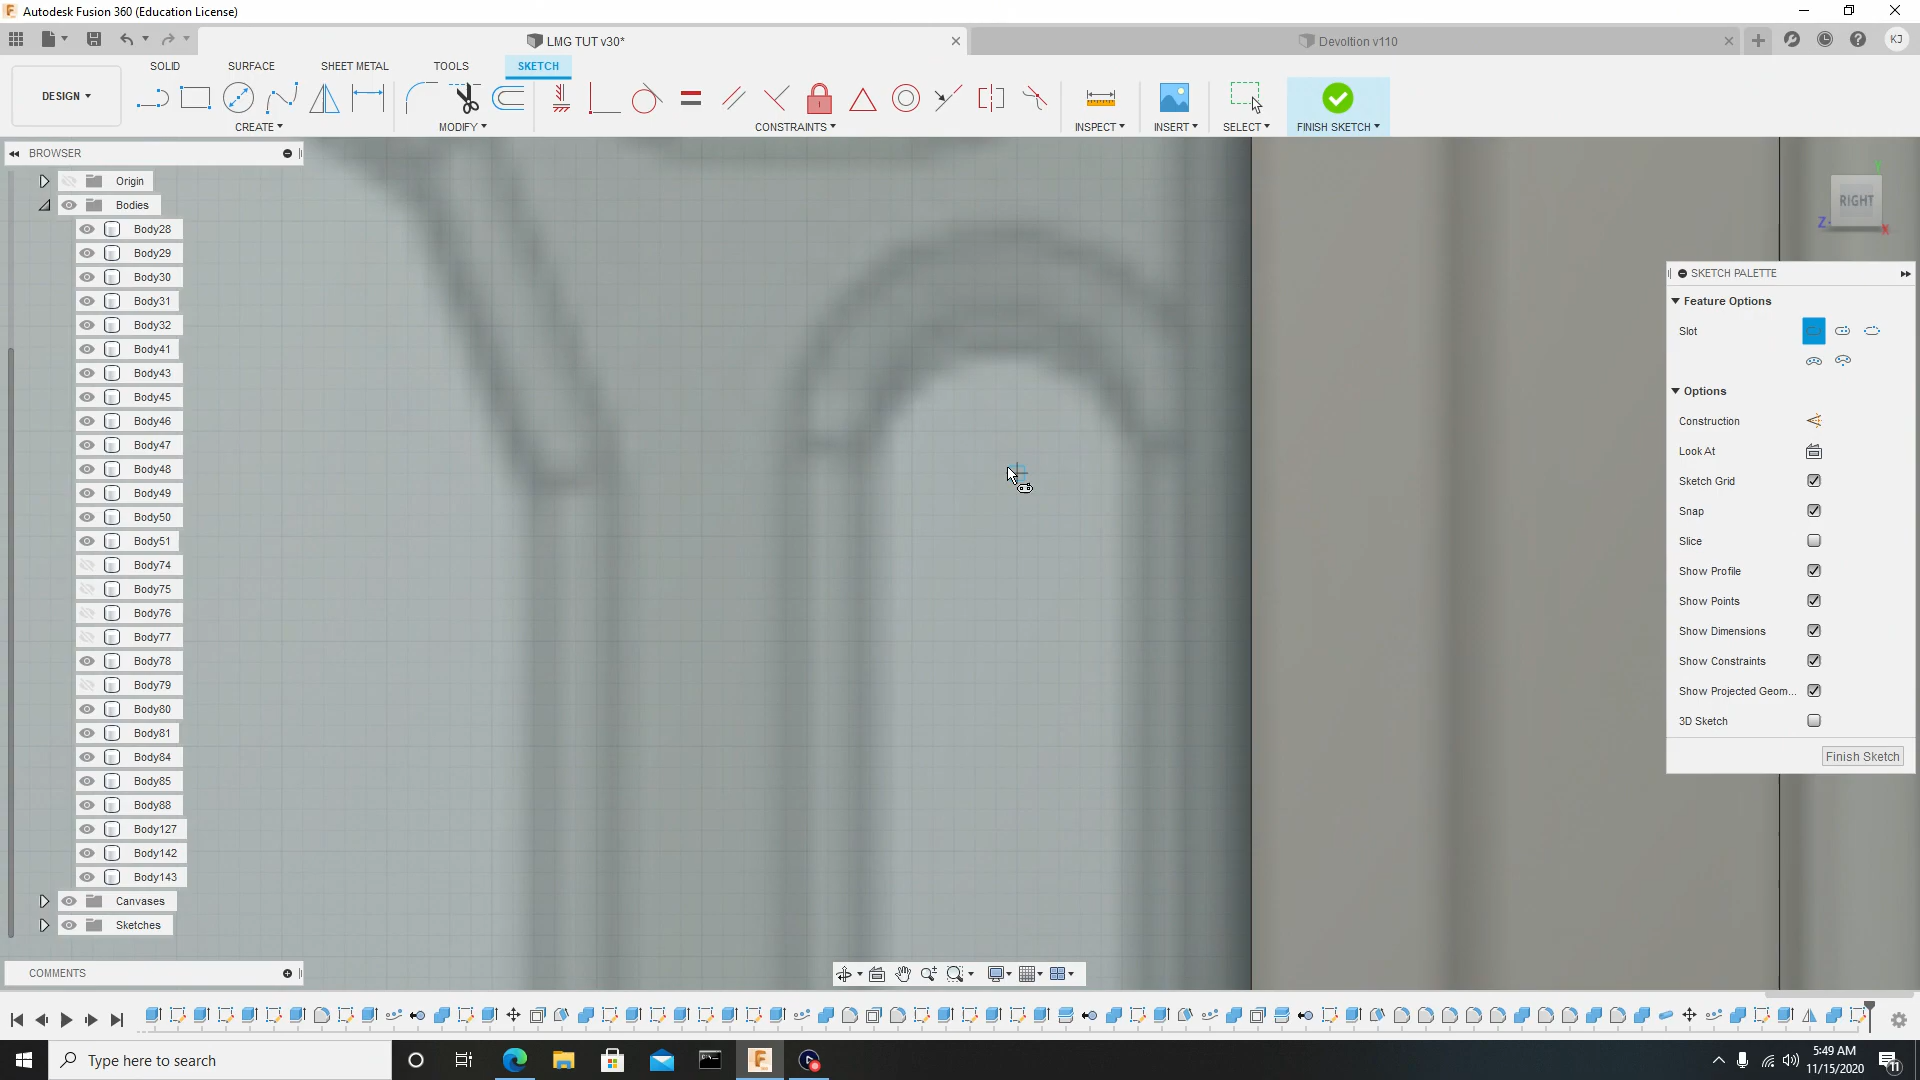 Autodesk Fusion 360 (Education License)
LMG TUT v30*
Devoltion v110
KJ
SOLID
SURFACE
SHEET METAL
TOOLS
SKETCH
DESIGN
CREATE
MODIFY
CONSTRAINTS
INSPECT
INSERT
SELECT
FINISH SKETCH
BROWSER
Origin
Bodies
Body28
Body29
Body30
Body31
Body32
Body41
Body43
Body45
Body46
Body47
Body48
Body49
Body50
Body51
Body74
Body75
Body76
Body77
Body78
Body79
Body80
Body81
Body84
Body85
Body88
Body127
Body142
Body143
Canvases
Sketches
COMMENTS
Y
RIGHT
Z
X
SKETCH PALETTE
Feature Options
Slot
Options
Construction
Look At
Sketch Grid
Snap
Slice
Show Profile
Show Points
Show Dimensions
Show Constraints
Show Projected Geom...
3D Sketch
Finish Sketch
Type here to search
5:49 AM
11/15/2020
11